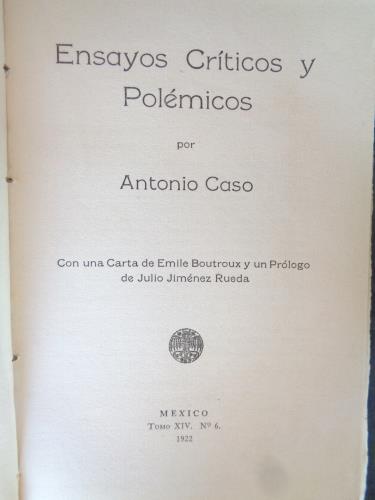 Ensayos Críticos y
Polémicos
por
Antonio Caso
Con una Carta de Emile Boutroux y un Prólogo
de Julio Jiménez Rueda
MEXICO
Tomo XIV. Nº 6.
1922